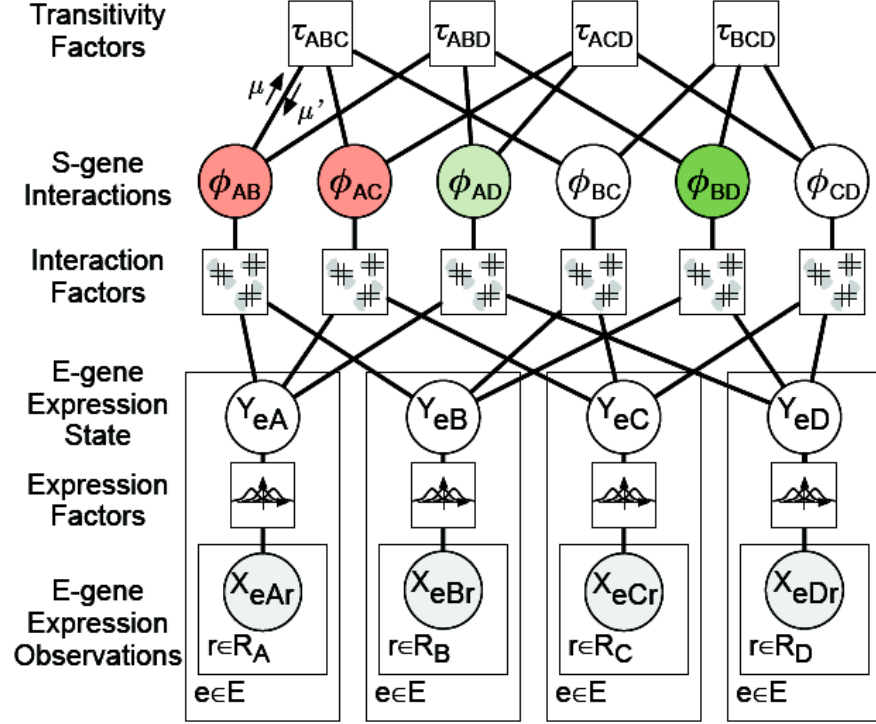 Transitivity
Factors
τABC τABD τACD τBCD
μ μ'
S-gene
Interactions
ϕAB ϕAC ϕAD ϕBC ϕBD ϕCD
Interaction
Factors
E-gene
Expression
State
YeA YeB YeC YeD
Expression
Factors
E-gene
Expression
Observations
XeAr XeBr XeCr XeDr
r∈RA r∈RB r∈RC r∈RD
e∈E e∈E e∈E e∈E